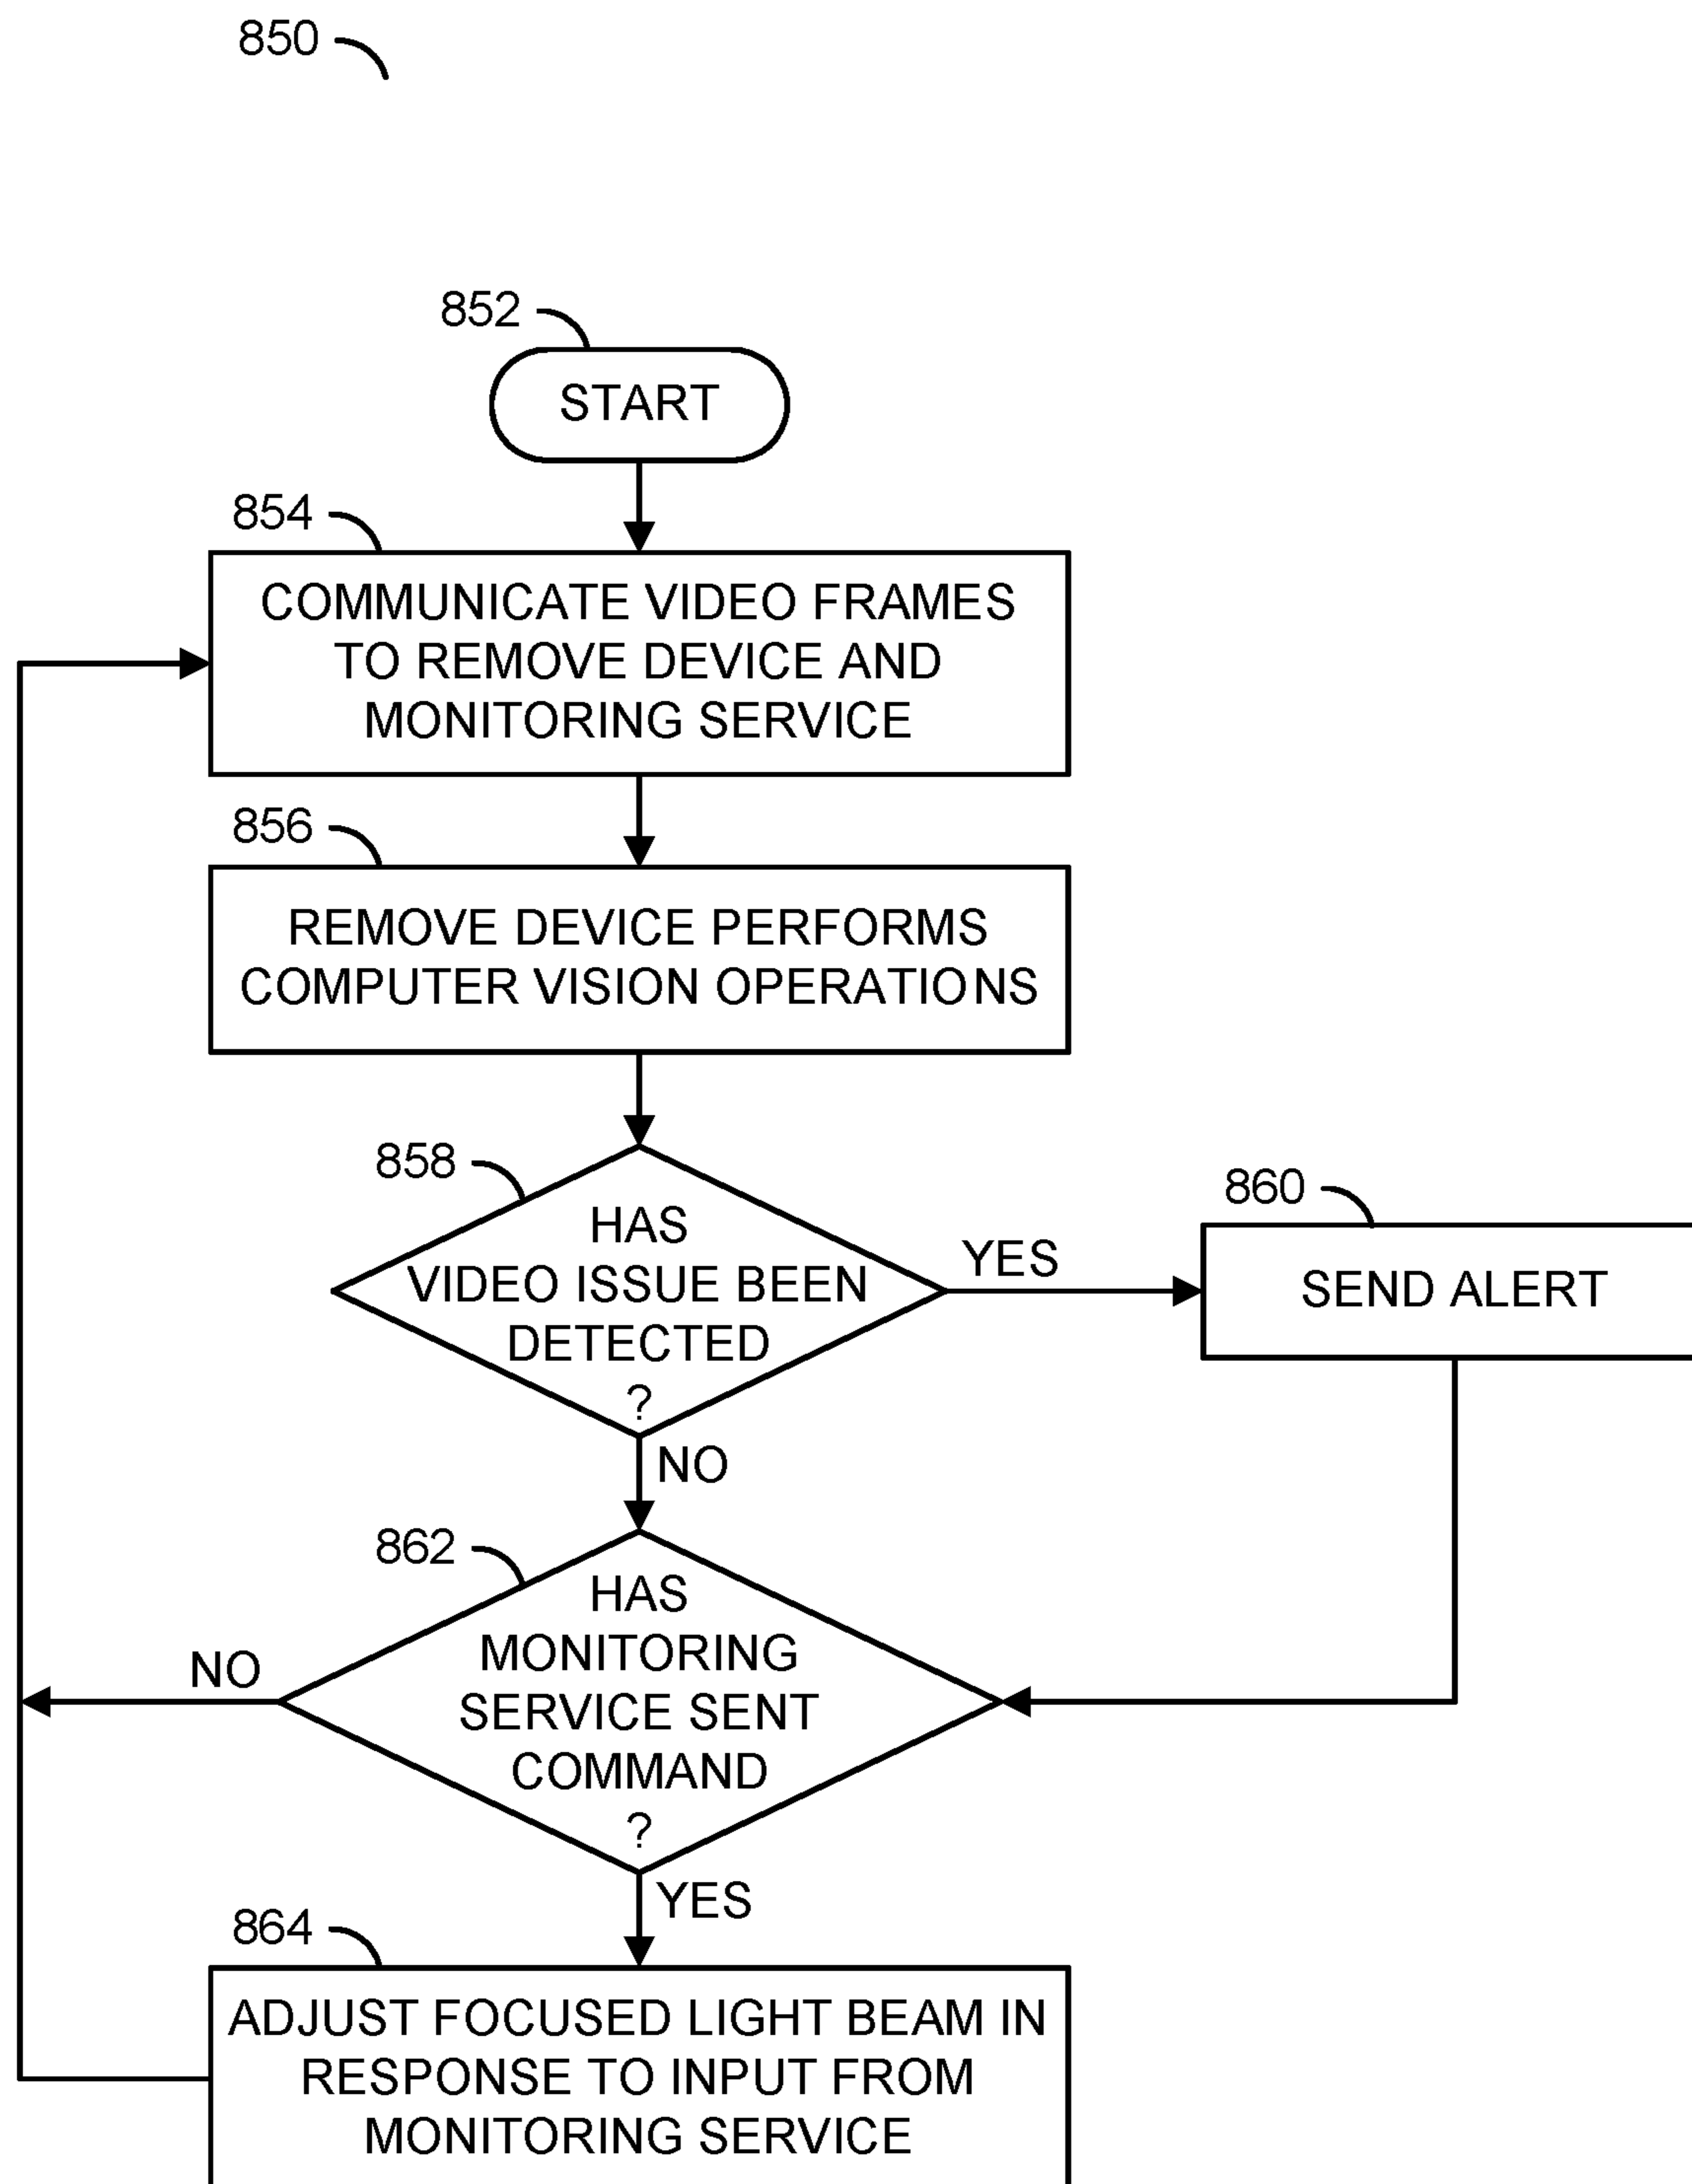 850
852
START
854
COMMUNICATE VIDEO FRAMES
TO REMOVE DEVICE AND
MONITORING SERVICE
856
REMOVE DEVICE PERFORMS
COMPUTER VISION OPERATIONS
858
HAS
VIDEO ISSUE BEEN
DETECTED
?
YES
860
SEND ALERT
NO
862
HAS
MONITORING
SERVICE SENT
COMMAND
?
NO
YES
864
ADJUST FOCUSED LIGHT BEAM IN
RESPONSE TO INPUT FROM
MONITORING SERVICE